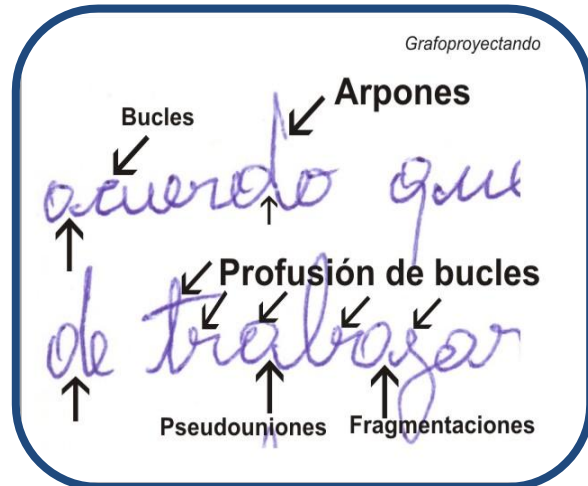 Grafoproyectando
Arpones
Bucles
acuerdo que
Profusión de bucles
de trabajar
Pseudouniones Fragmentaciones